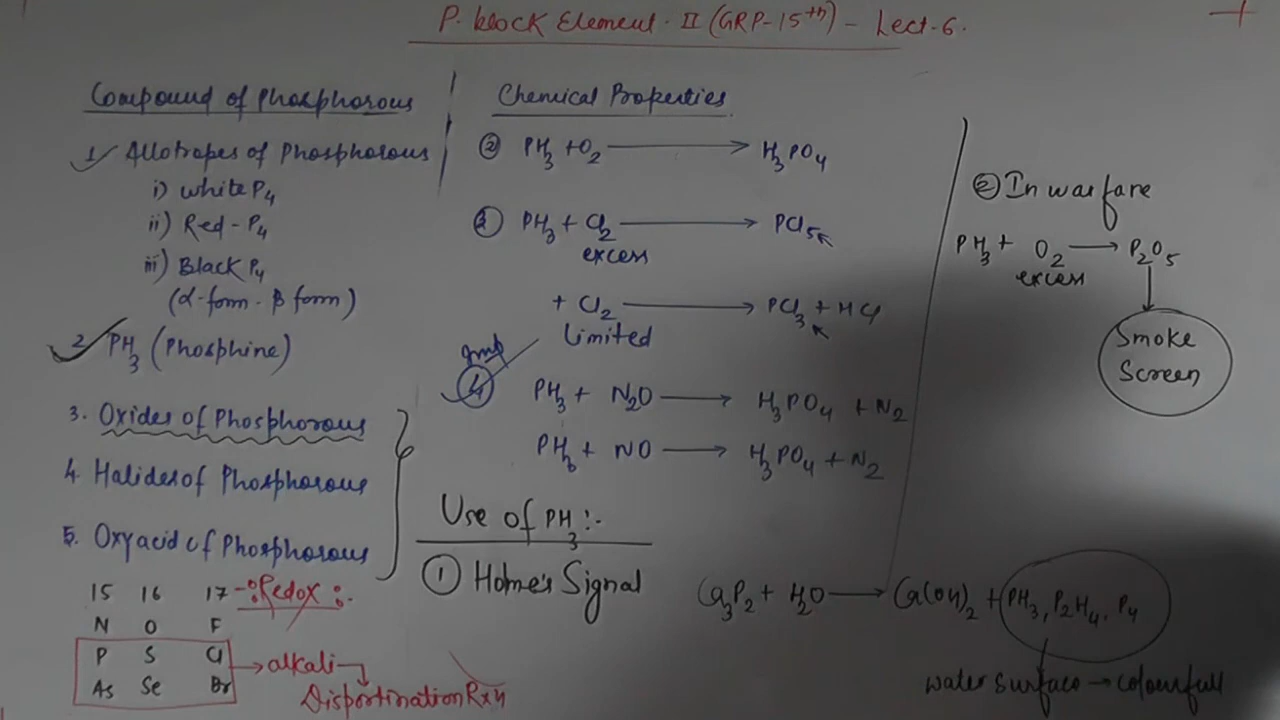 P. block Element. II (GRP-15th) - Lect.6.
Compound of Phosphorous
1 Allotropes of Phosphorous
i) white P4
ii) Red-P4
iii) Black P4
(α-form - β form)
2 PH3 (Phosphine)
3. Oxides of Phosphorous
4 Halides of Phosphorous
5. Oxyacid of Phosphorous
15 16 17 -:Redox:-
N O F
P S Cl → alkali
As Se Br Disportination Rxn
Chemical Properties
② PH3 + O2 → H3PO4
③ PH3 + Cl2 → PCl5
excess
+ Cl2 → PCl3 + HCl
Limited
Imp
④ PH3 + N2O → H3PO4 + N2
PH3 + NO → H3PO4 + N2
Use of PH3 :-
① Holme's Signal
Ca3P2 + H2O → Ca(OH)2 + PH3, P2H4, P4
water surface → colourfull
② In warfare
PH3 + O2 → P2O5
excess
Smoke
Screen